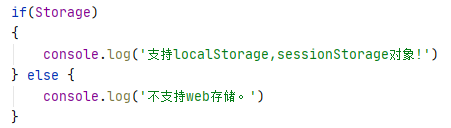 if(Storage)
{
    console.log('支持localStorage,sessionStorage对象!')
} else {
    console.log('不支持web存储。')
}